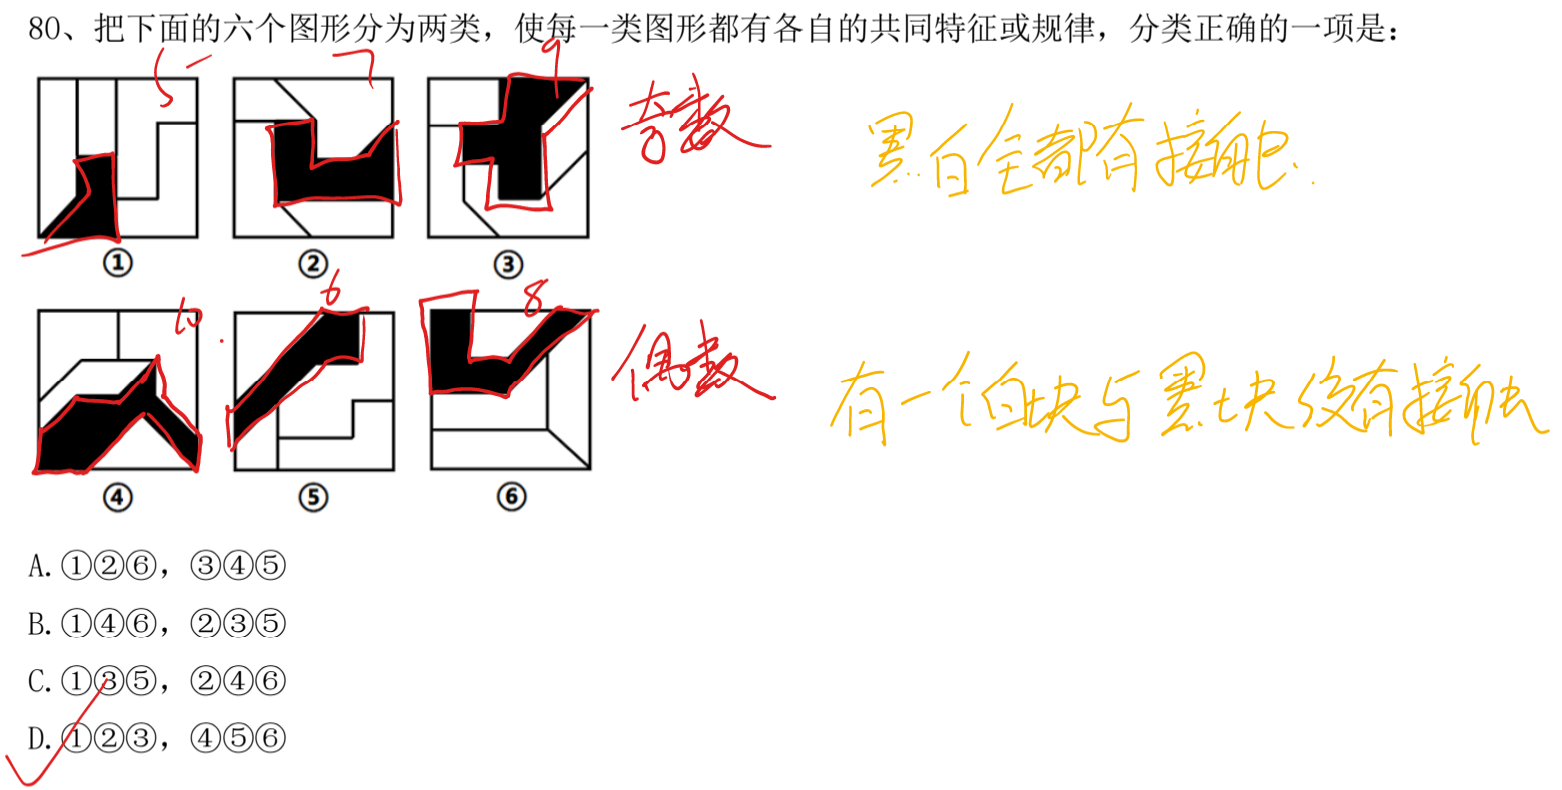 80、把下面的六个图形分为两类，使每一类图形都有各自的共同特征或规律，分类正确的一项是：
5 7 9
奇数
黑白全都有接触.
① ② ③
10 6 8
偶数
有一个白块与黑块没有接触
④ ⑤ ⑥
A.①②⑥，③④⑤
B.①④⑥，②③⑤
C.①③⑤，②④⑥
D.①②③，④⑤⑥